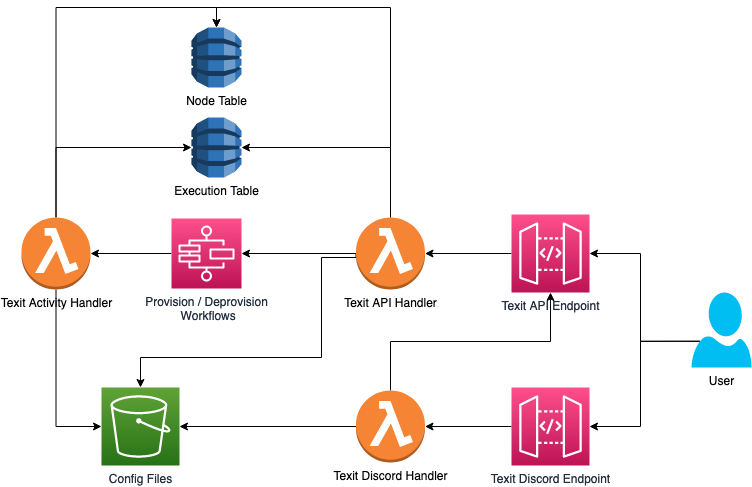 Node Table
Execution Table
Texit Activity Handler
Provision / Deprovision
Workflows
Texit API Handler
</>
Texit API Endpoint
User
Config Files
Texit Discord Handler
</>
Texit Discord Endpoint